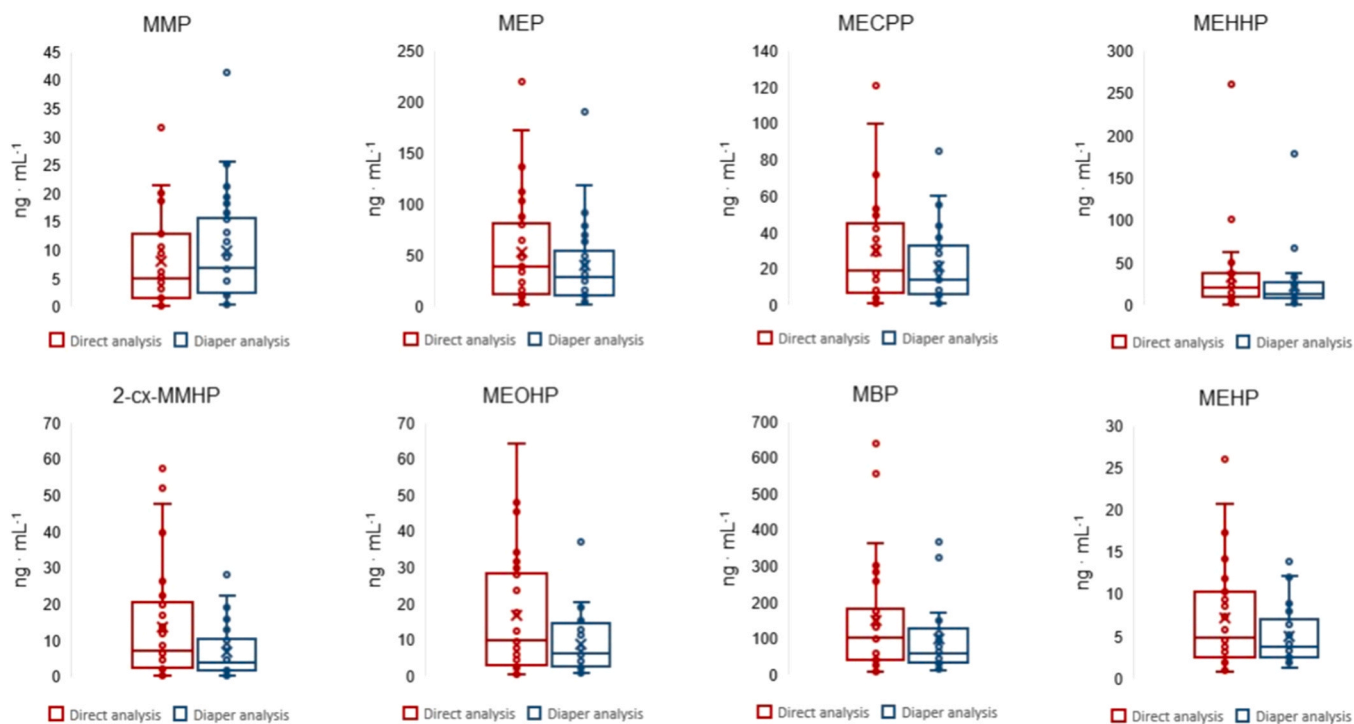 MMP
45
40
35
30
25
20
15
10
5
0
ng · mL-1
Direct analysis Diaper analysis
MEP
250
200
150
100
50
0
ng · mL-1
Direct analysis Diaper analysis
MECPP
140
120
100
80
60
40
20
0
ng · mL-1
Direct analysis Diaper analysis
MEHHP
300
250
200
150
100
50
0
ng · mL-1
Direct analysis Diaper analysis
2-cx-MMHP
70
60
50
40
30
20
10
0
ng · mL-1
Direct analysis Diaper analysis
MEOHP
70
60
50
40
30
20
10
0
ng · mL-1
Direct analysis Diaper analysis
MBP
700
600
500
400
300
200
100
0
ng · mL-1
Direct analysis Diaper analysis
MEHP
30
25
20
15
10
5
0
ng · mL-1
Direct analysis Diaper analysis